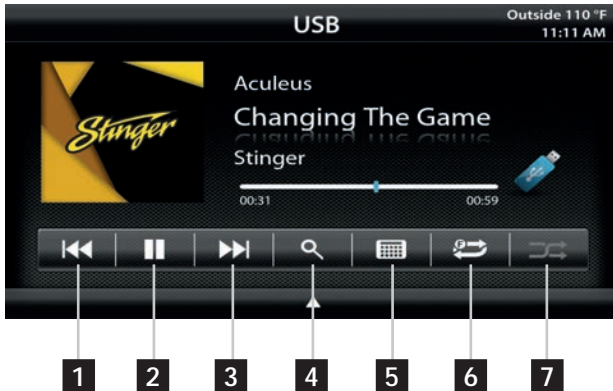 USB
Outside 110 °F
11:11 AM
Stinger
Aculeus
Changing The Game
Stinger
00:31 00:59
1 2 3 4 5 6 7